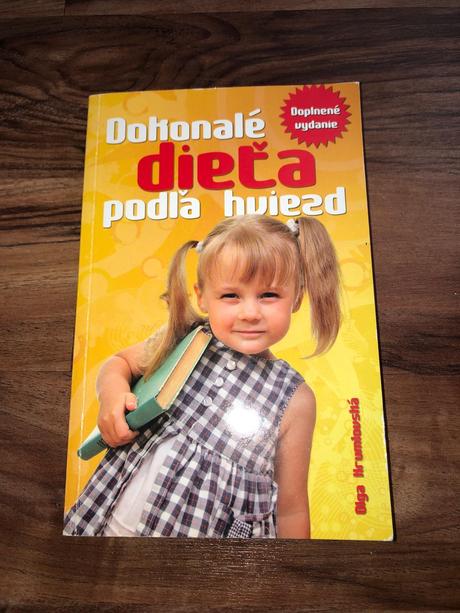 Dokonalé
dieťa
podľa hviezd
Doplnené
vydanie
Olga Krumlovská